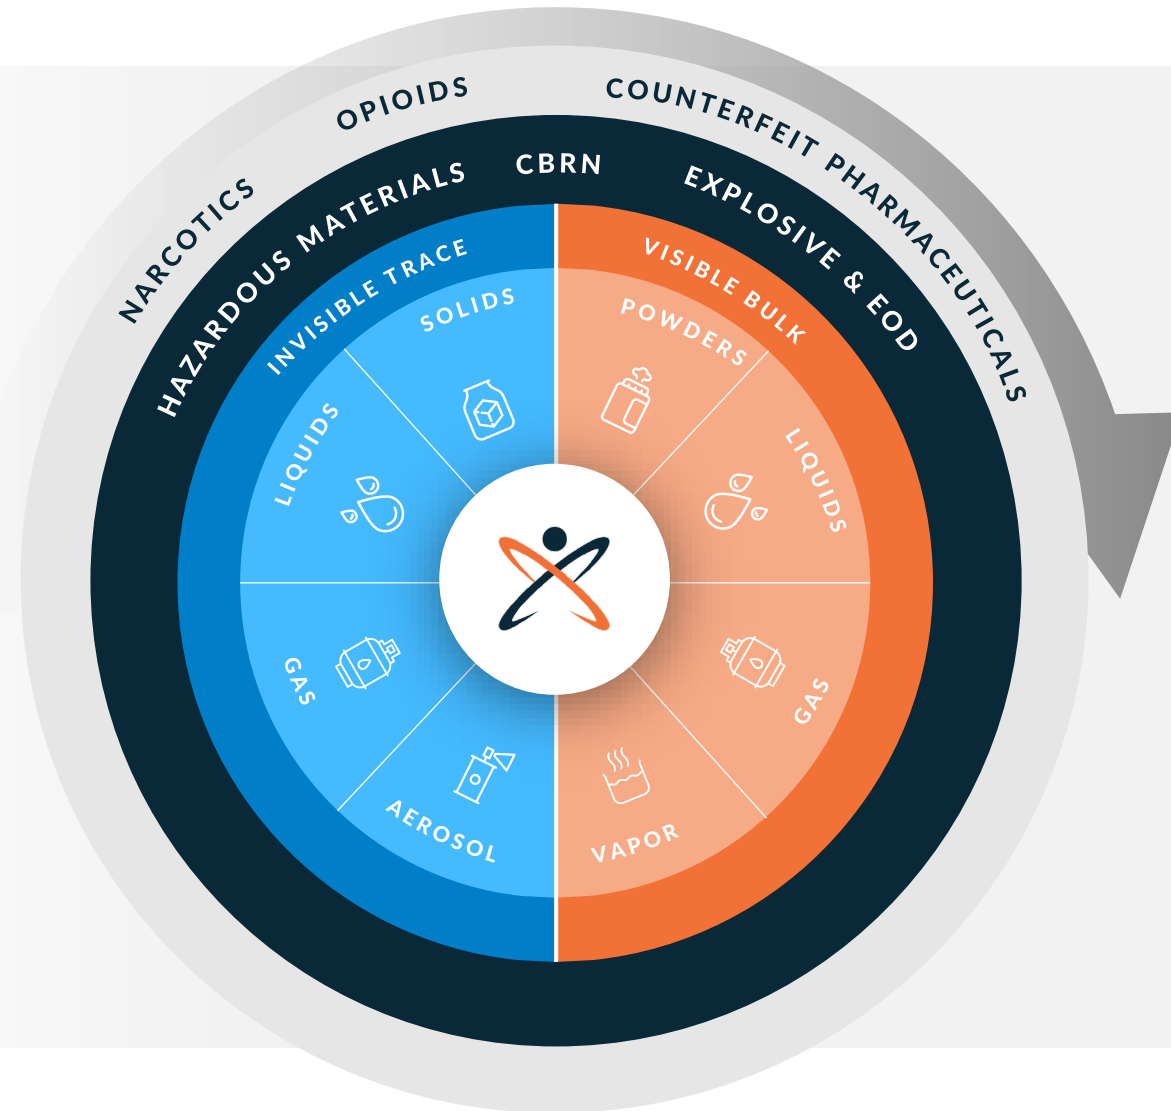 NARCOTICS
OPIOIDS
COUNTERFEIT PHARMACEUTICALS
HAZARDOUS MATERIALS
CBRN
EXPLOSIVE & EOD
INVISIBLE TRACE
VISIBLE BULK
SOLIDS
POWDERS
LIQUIDS
LIQUIDS
GAS
GAS
AEROSOL
VAPOR